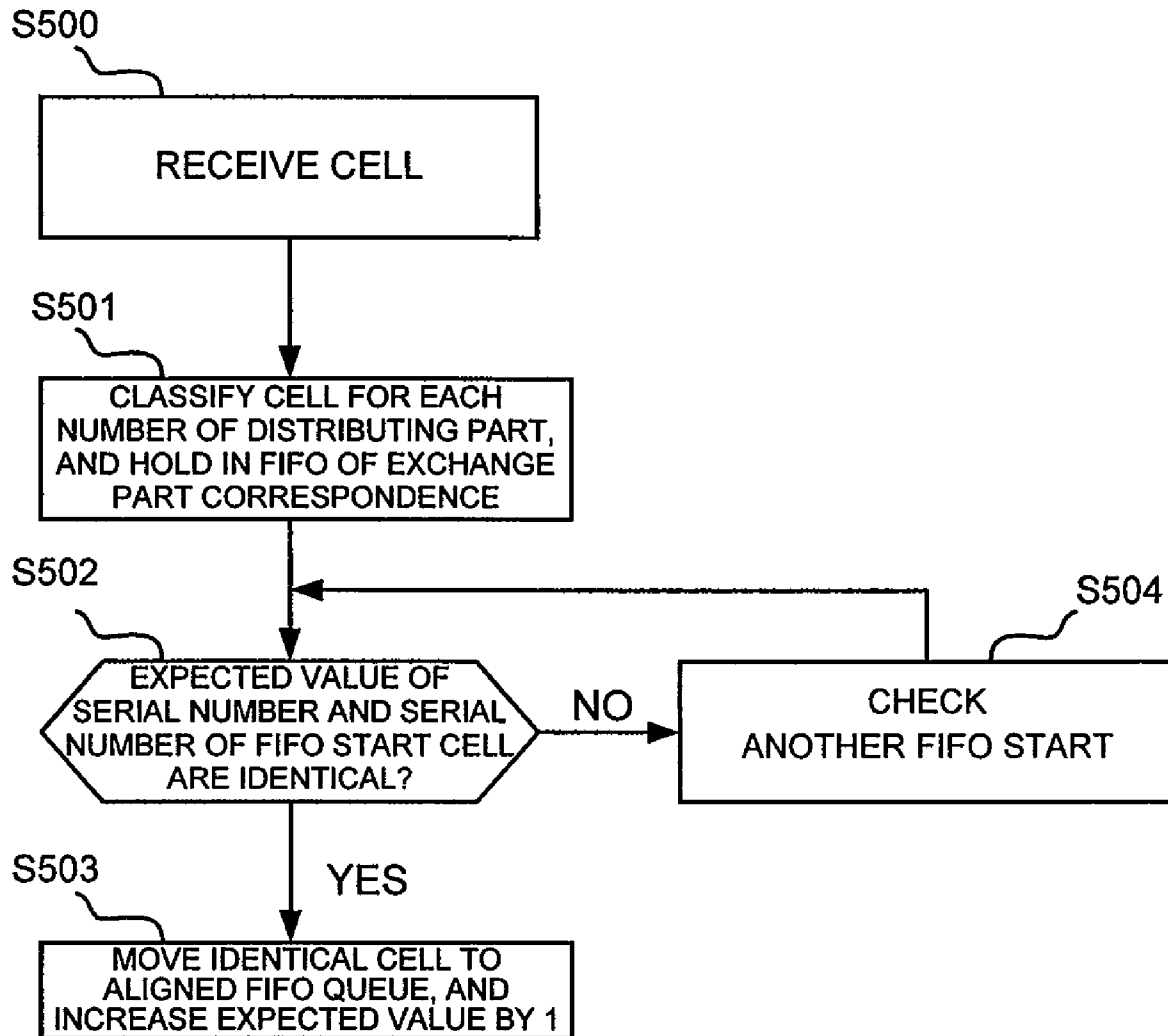 S500
RECEIVE CELL
S501
CLASSIFY CELL FOR EACH
NUMBER OF DISTRIBUTING PART,
AND HOLD IN FIFO OF EXCHANGE
PART CORRESPONDENCE
S502
EXPECTED VALUE OF
SERIAL NUMBER AND SERIAL
NUMBER OF FIFO START CELL
ARE IDENTICAL?
NO
S504
CHECK
ANOTHER FIFO START
YES
S503
MOVE IDENTICAL CELL TO
ALIGNED FIFO QUEUE, AND
INCREASE EXPECTED VALUE BY 1